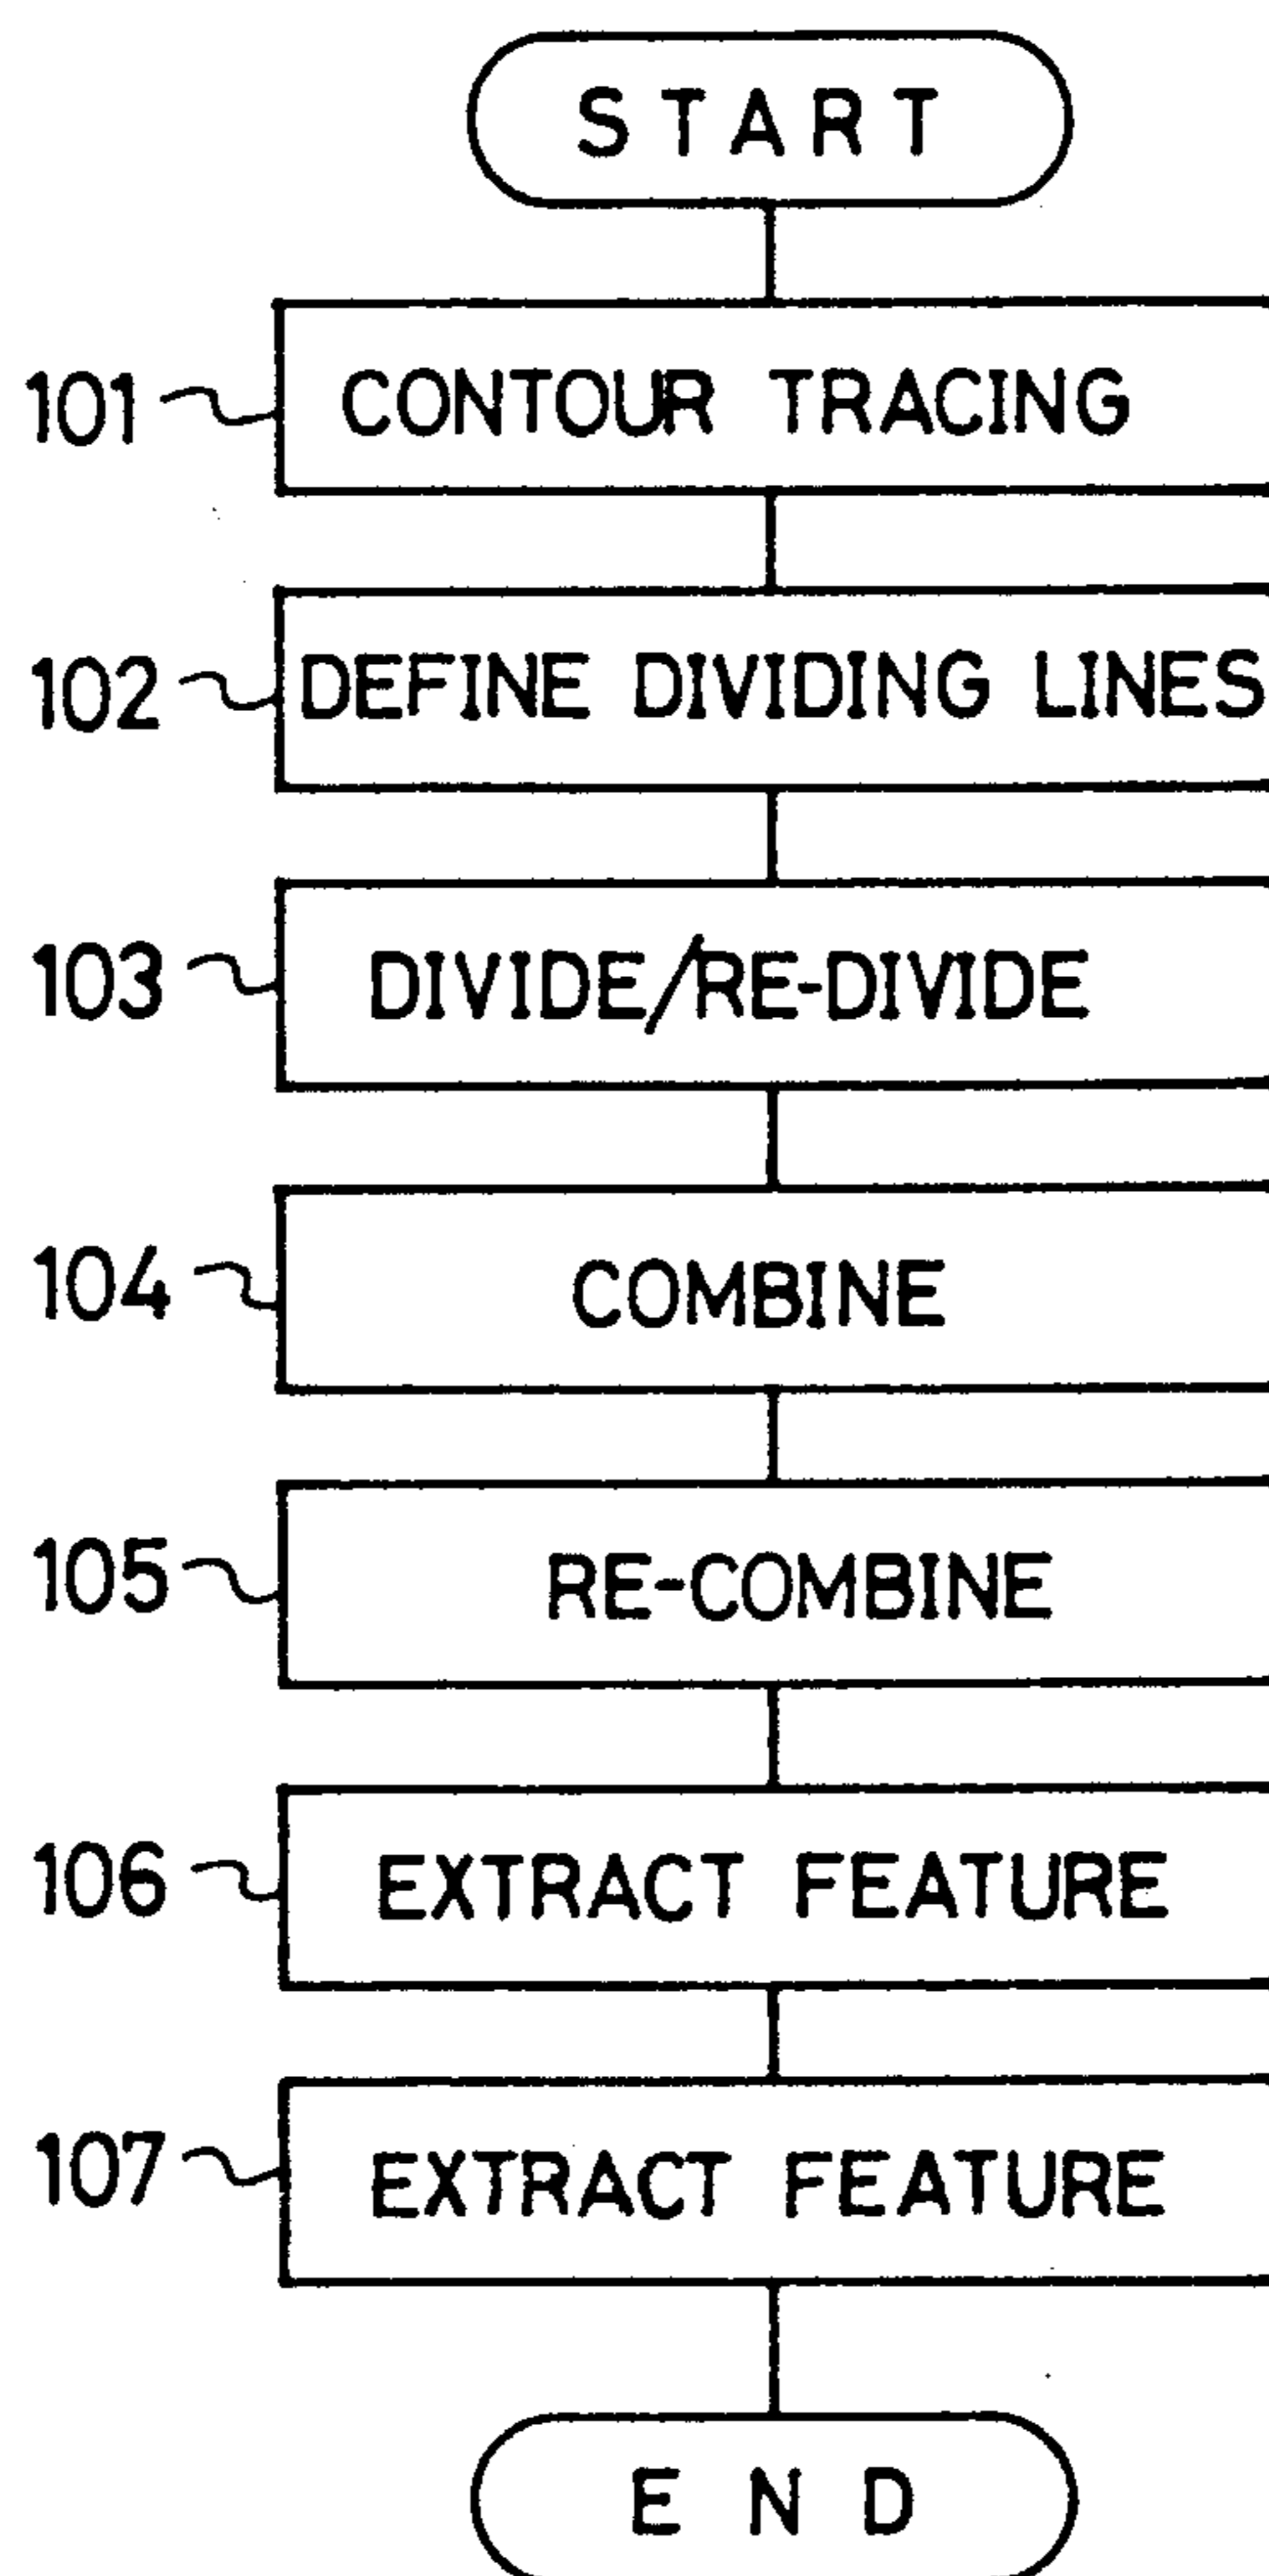 START
101 CONTOUR TRACING
102 DEFINE DIVIDING LINES
103 DIVIDE/RE-DIVIDE
104 COMBINE
105 RE-COMBINE
106 EXTRACT FEATURE
107 EXTRACT FEATURE
END